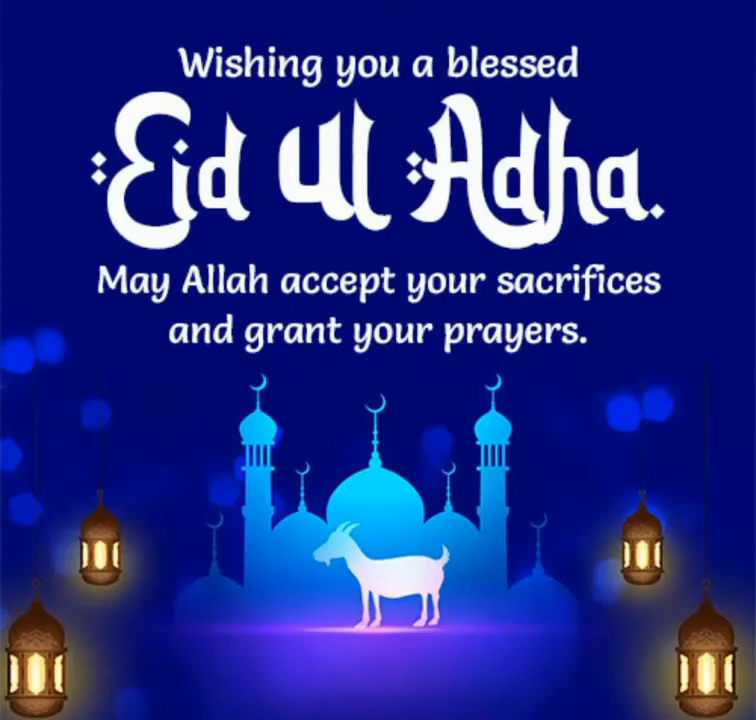 Wishing you a blessed
Eid Ul Adha.
May Allah accept your sacrifices
and grant your prayers.